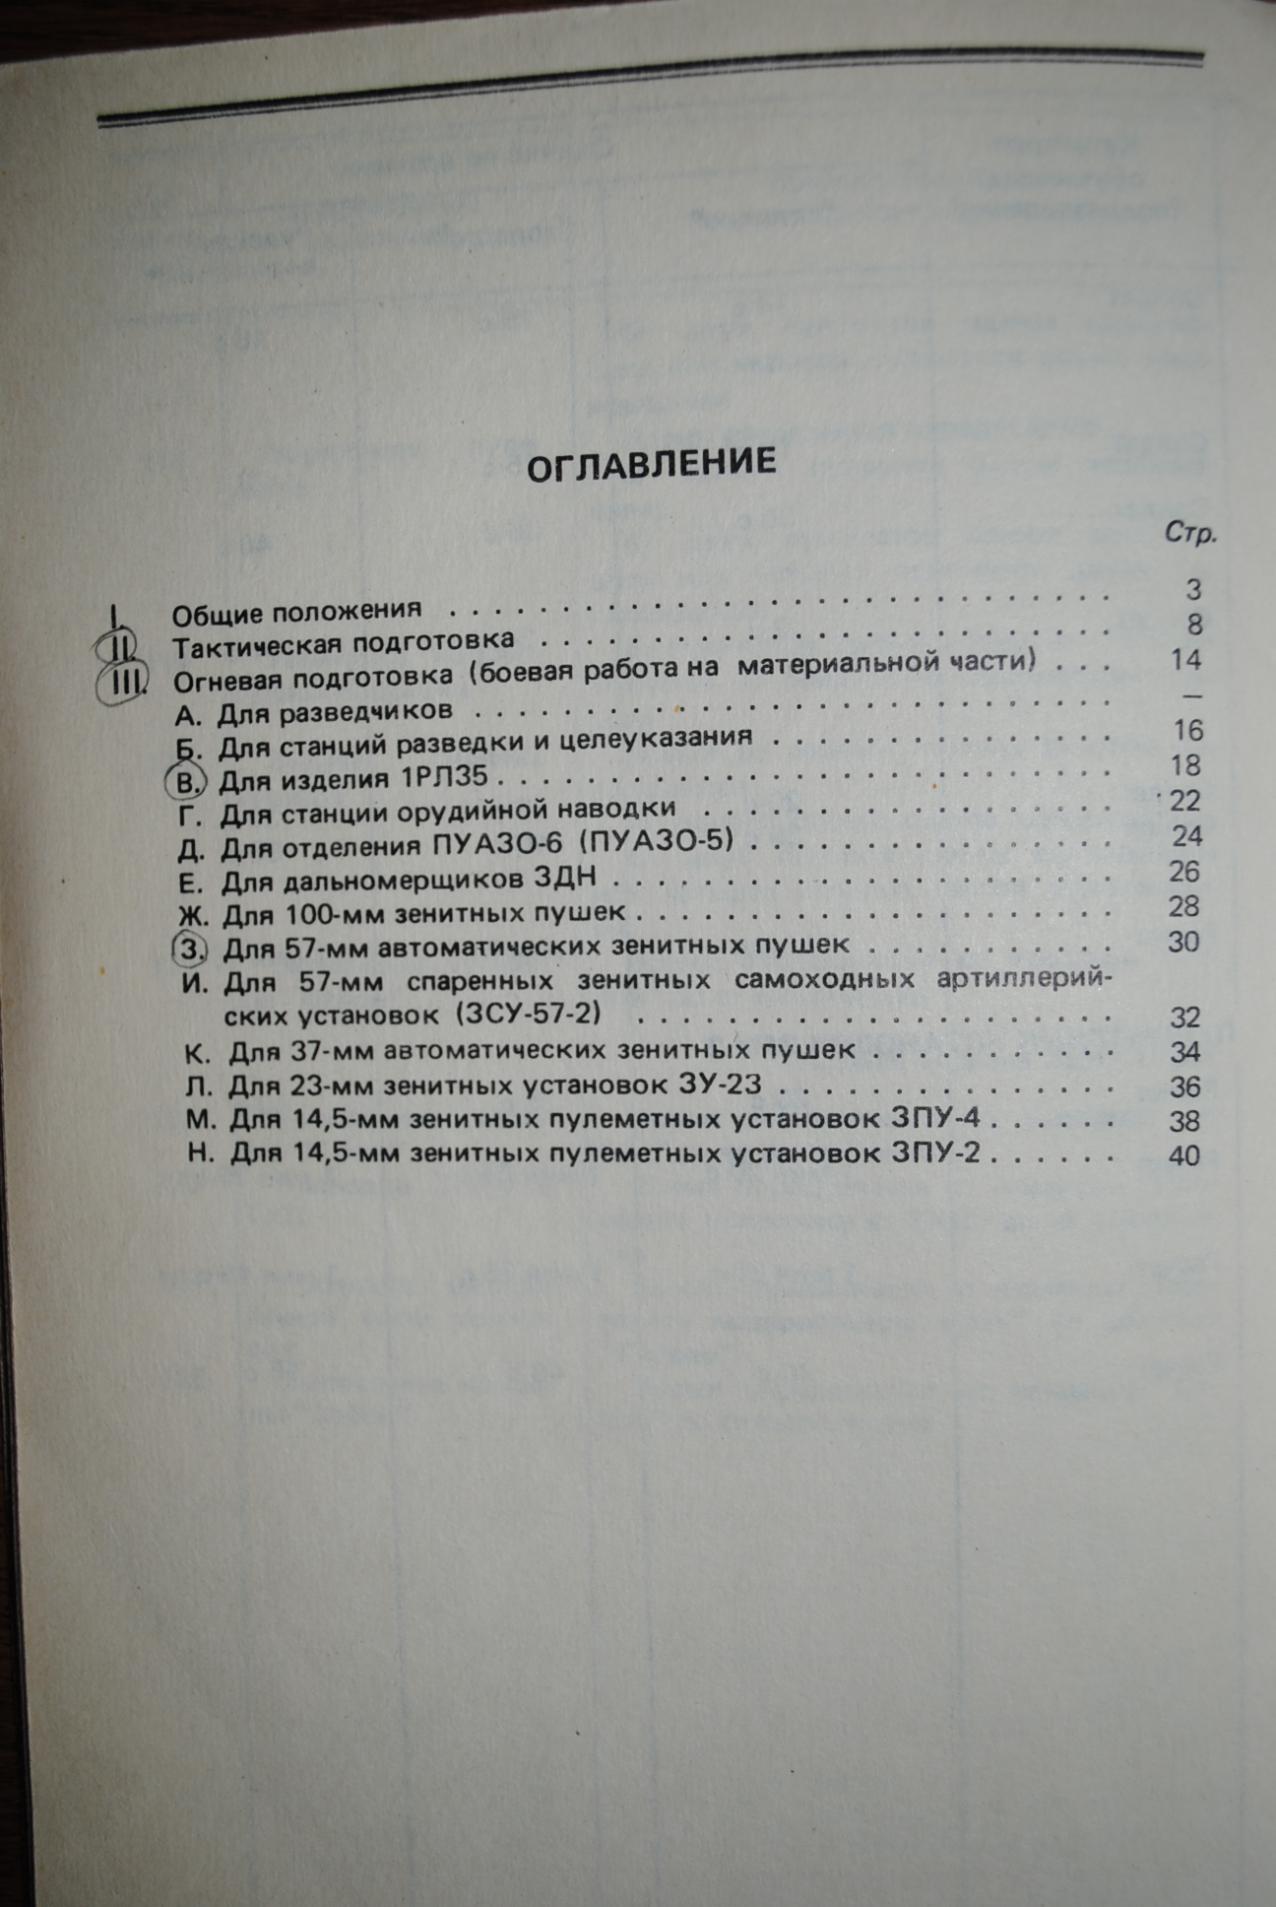 ОГЛАВЛЕНИЕ
Стр.
I Общие положения . . . . . . . . . . . . . . . . . . . . . . . . . . . . . 3
II. Тактическая подготовка . . . . . . . . . . . . . . . . . . . . . . . . . 8
III. Огневая подготовка (боевая работа на материальной части) . . . 14
А. Для разведчиков . . . . . . . . . . . . . . . . . . . . . . . . . . . —
Б. Для станций разведки и целеуказания . . . . . . . . . . . . . . 16
В. Для изделия 1РЛ35 . . . . . . . . . . . . . . . . . . . . . . . . . . 18
Г. Для станции орудийной наводки . . . . . . . . . . . . . . . . . . 22
Д. Для отделения ПУАЗО-6 (ПУАЗО-5) . . . . . . . . . . . . . . . . 24
Е. Для дальномерщиков ЗДН . . . . . . . . . . . . . . . . . . . . . . 26
Ж. Для 100-мм зенитных пушек . . . . . . . . . . . . . . . . . . . . . 28
З. Для 57-мм автоматических зенитных пушек . . . . . . . . . . . 30
И. Для 57-мм спаренных зенитных самоходных артиллерий-
ских установок (ЗСУ-57-2) . . . . . . . . . . . . . . . . . . . . . 32
К. Для 37-мм автоматических зенитных пушек . . . . . . . . . . . 34
Л. Для 23-мм зенитных установок ЗУ-23 . . . . . . . . . . . . . . . 36
М. Для 14,5-мм зенитных пулеметных установок ЗПУ-4 . . . . . . 38
Н. Для 14,5-мм зенитных пулеметных установок ЗПУ-2 . . . . . . 40